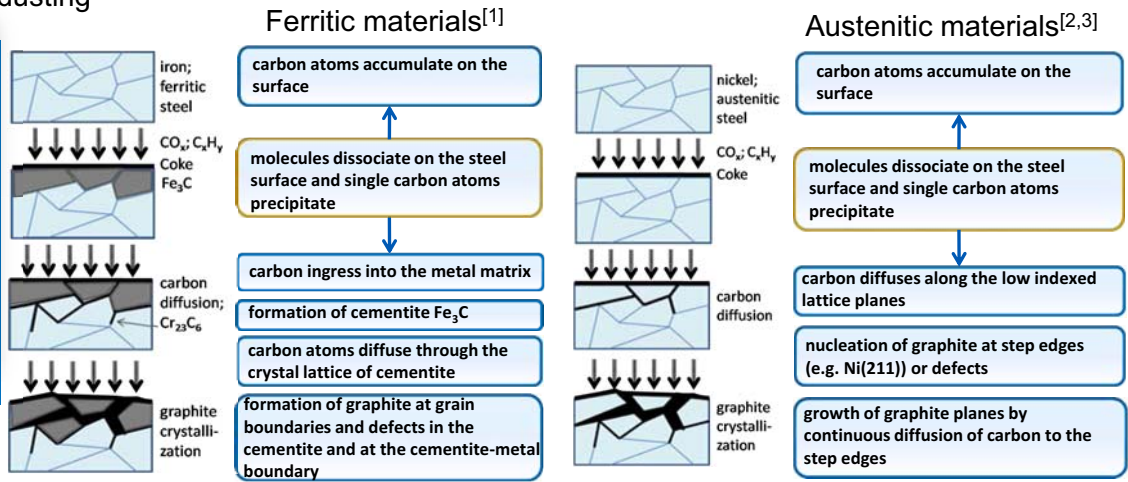 dusting
Ferritic materials[1]
iron;
ferritic
steel
carbon atoms accumulate on the
surface
COₓ; CₓHᵧ
Coke
Fe₃C
molecules dissociate on the steel
surface and single carbon atoms
precipitate
carbon
diffusion;
Cr₂₃C₆
carbon ingress into the metal matrix
formation of cementite Fe₃C
carbon atoms diffuse through the
crystal lattice of cementite
graphite
crystalli-
zation
formation of graphite at grain
boundaries and defects in the
cementite and at the cementite-metal
boundary
Austenitic materials[2,3]
nickel;
austenitic
steel
carbon atoms accumulate on the
surface
COₓ; CₓHᵧ
Coke
molecules dissociate on the steel
surface and single carbon atoms
precipitate
carbon
diffusion
carbon diffuses along the low indexed
lattice planes
nucleation of graphite at step edges
(e.g. Ni(211)) or defects
graphite
crystalli-
zation
growth of graphite planes by
continuous diffusion of carbon to the
step edges